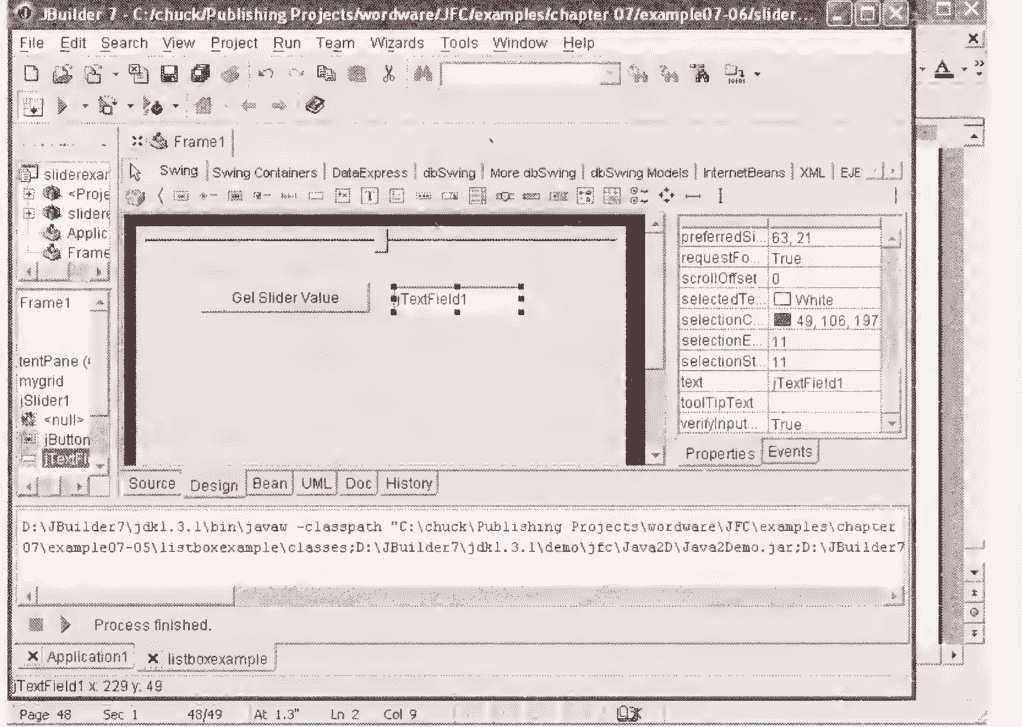 JBuilder 7 - C:/chuck/Publishing Projects/wordware/JFC/examples/chapter 07/example07-06/slider...
File Edit Search View Project Run Team Wizards Tools Window Help
Frame1
Swing Swing Containers DataExpress dbSwing More dbSwing dbSwing Models InternetBeans XML EJE
sliderexar
<Proje
slidere
Applic
Frame
preferredSi... 63, 21
requestFo... True
scrollOffset 0
selectedTe... White
selectionC... 49, 106, 197
selectionE... 11
selectionSt... 11
text jTextField1
toolTipText
verifyInput... True
Properties Events
Get Slider Value jTextField1
Frame1
tentPane (
mygrid
jSlider1
<null>
jButton
jTextFi
Source Design Bean UML Doc History
D:\JBuilder7\jdk1.3.1\bin\javaw -classpath "C:\chuck\Publishing Projects\wordware\JFC\examples\chapter
07\example07-05\listboxexample\classes;D:\JBuilder7\jdk1.3.1\demo\jfc\Java2D\Java2Demo.jar;D:\JBuilder7
Process finished.
Application1 listboxexample
jTextField1 x: 229 y: 49
Page 48 Sec 1 48/49 At 1.3" Ln 2 Col 9